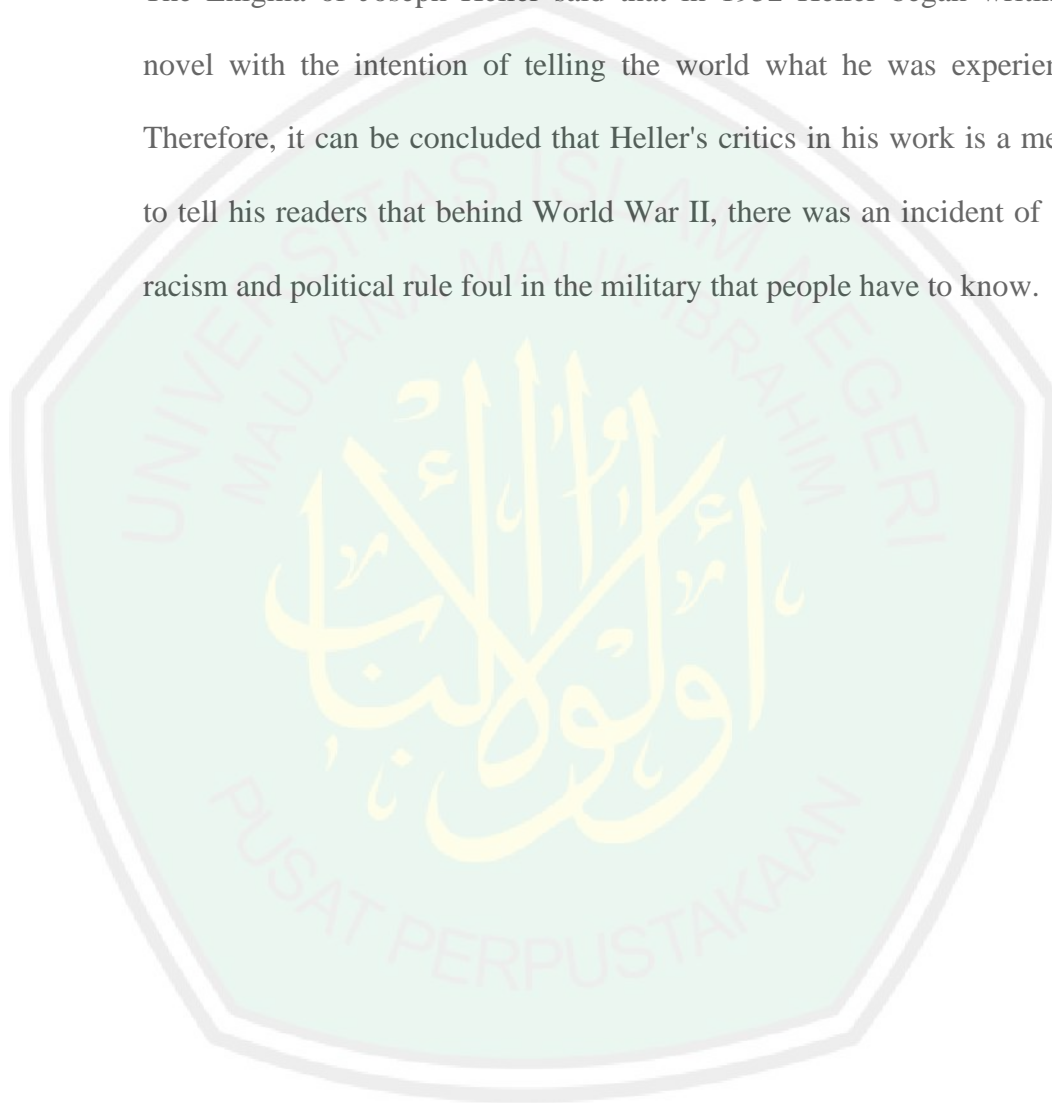 The Enigma of Joseph Heller said that in Heller began
novel with the intention of telling the world what he was experien
Therefore, it can be concluded that Heller's critics in his work is a me
to tell his readers that behind World War II, there was an incident of
racism and political rule foul in the military that people have to know.
UNIVERSITAS ISLAM NEGERI
MAULANA MALIK IBRAHIM
أولوا الألباب
PUSAT PERPUSTAKAAN